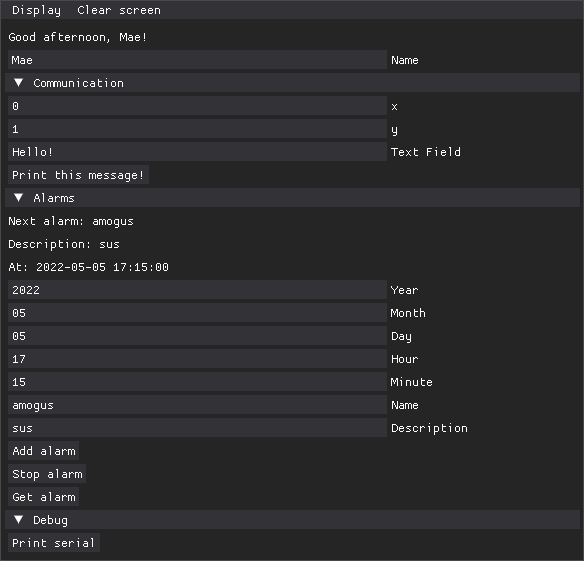 Display Clear screen
Good afternoon, Mae!
Mae Name
▼ Communication
0 x
1 y
Hello! Text Field
Print this message!
▼ Alarms
Next alarm: amogus
Description: sus
At: 2022-05-05 17:15:00
2022 Year
05 Month
05 Day
17 Hour
15 Minute
amogus Name
sus Description
Add alarm
Stop alarm
Get alarm
▼ Debug
Print serial